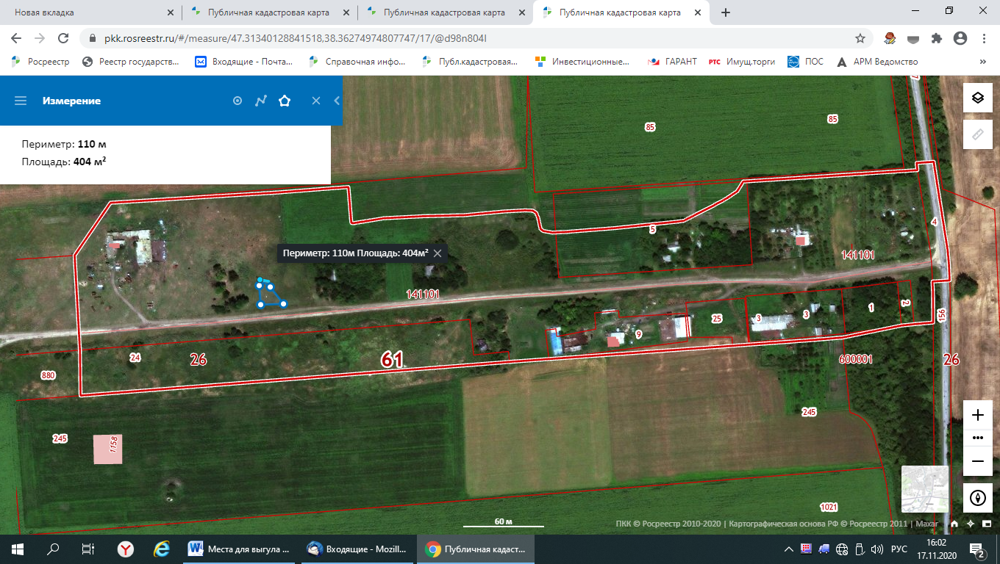 Новая вкладка
Публичная кадастровая карта
Публичная кадастровая карта
Публичная кадастровая карта
pkk.rosreestr.ru/#/measure/47.31340128841518,38.36274974807747/17/@d98n804l
Росреестр
Реестр государств...
Входящие - Почта...
Справочная инфо...
Публ.кадастровая...
Инвестиционные...
ГАРАНТ
РТС Имущ.торги
ПОС
АРМ Ведомство
»
Измерение
Периметр: 110 м
Площадь: 404 м²
85
85
4
5
Периметр: 110м Площадь: 404м²
141101
141101
1
2
156
3
3
25
9
24
26
61
600001
26
880
245
1158
245
1021
60 м
ПКК © Росреестр 2010-2020 | Картографическая основа РФ © Росреестр 2011 | Maxar
Места для выгула ...
Входящие - Mozill...
Публичная кадаст...
РУС
16:02
17.11.2020
2